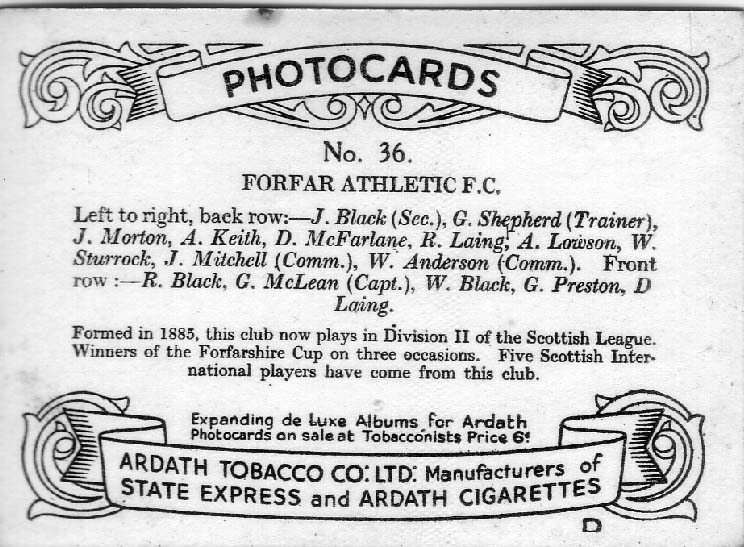 PHOTOCARDS
No. 36.
FORFAR ATHLETIC F.C.
Left to right, back row:—J. Black (Sec.), G. Shepherd (Trainer),
J. Morton, A. Keith, D. McFarlane, R. Laing, A. Lowson, W.
Sturrock, J. Mitchell (Comm.), W. Anderson (Comm.). Front
row :—R. Black, G. McLean (Capt.), W. Black, G. Preston, D
Laing.
Formed in 1885, this club now plays in Division II of the Scottish League.
Winners of the Forfarshire Cup on three occasions. Five Scottish Inter-
national players have come from this club.
Expanding de Luxe Albums for Ardath
Photocards on sale at Tobacconists Price 6ᵈ
ARDATH TOBACCO CO: LTD: Manufacturers of
STATE EXPRESS and ARDATH CIGARETTES
D